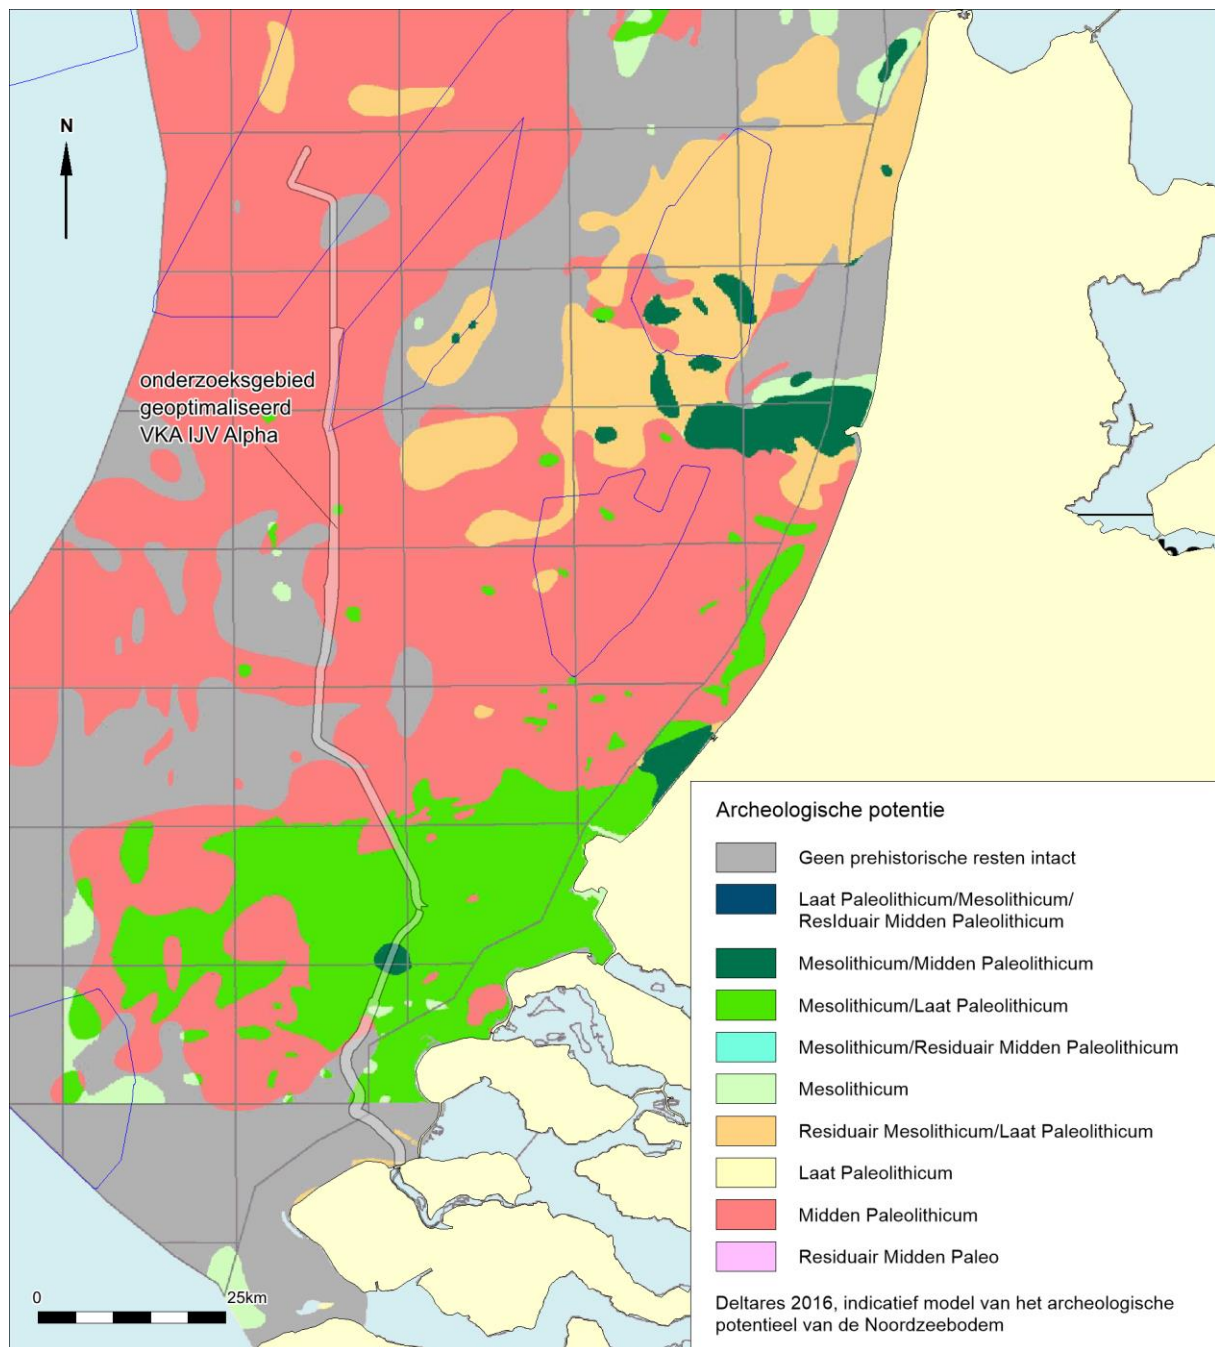 N
onderzoeksgebied
geoptimaliseerd
VKA IJV Alpha
Archeologische potentie
Geen prehistorische resten intact
Laat Paleolithicum/Mesolithicum/
ResIduair Midden Paleolithicum
Mesolithicum/Midden Paleolithicum
Mesolithicum/Laat Paleolithicum
Mesolithicum/Residuair Midden Paleolithicum
Mesolithicum
Residuair Mesolithicum/Laat Paleolithicum
Laat Paleolithicum
Midden Paleolithicum
Residuair Midden Paleo
Deltares 2016, indicatief model van het archeologische
potentieel van de Noordzeebodem
0 25km